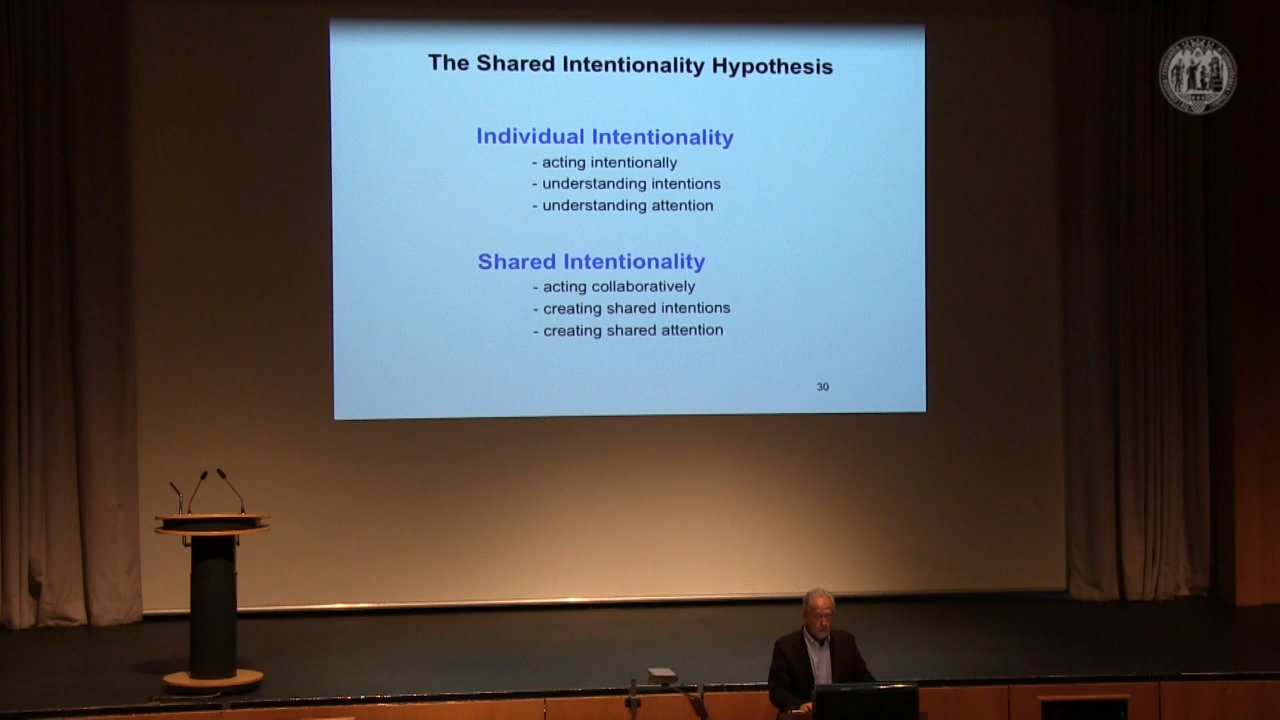 The Shared Intentionality Hypothesis
Individual Intentionality
- acting intentionally
- understanding intentions
- understanding attention
Shared Intentionality
- acting collaboratively
- creating shared intentions
- creating shared attention
30